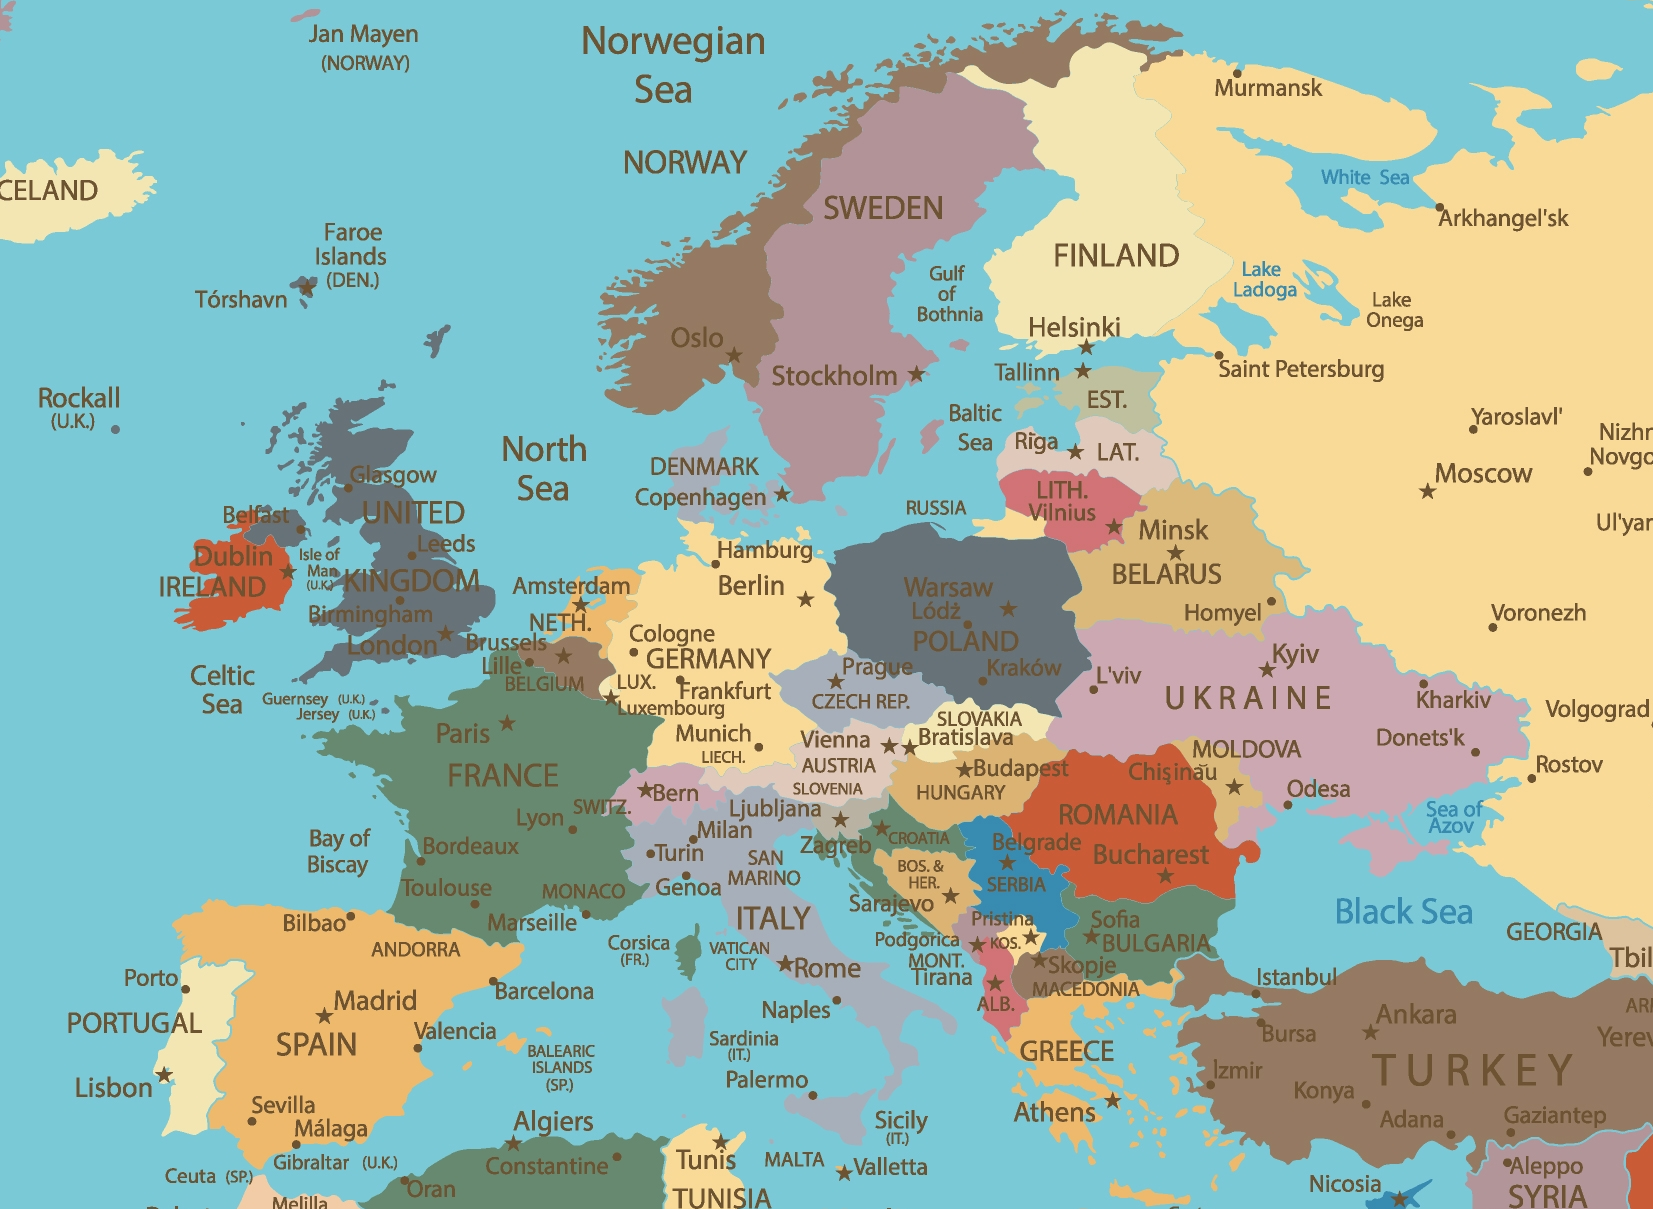 Jan Mayen
(NORWAY)
Norwegian
Sea
Murmansk
NORWAY
White Sea
CELAND
SWEDEN
Arkhangel'sk
Faroe
Islands
(DEN.)
FINLAND
Lake
Ladoga
Gulf
of
Bothnia
Tórshavn
Lake
Onega
Helsinki
Oslo
Tallinn
Saint Petersburg
Stockholm
Rockall
(U.K.)
EST.
Baltic
Sea
Yaroslavl'
Nizhr
Novgo
Rīga
LAT.
North
Sea
DENMARK
Copenhagen
Glasgow
Moscow
LITH.
Vilnius
RUSSIA
UNITED
KINGDOM
Belfast
Ul'yar
Minsk
BELARUS
Leeds
Dublin
IRELAND
Isle of
Man
(U.K.)
Hamburg
Berlin
Amsterdam
NETH.
Warsaw
Łódż
POLAND
Birmingham
London
Homyel
Voronezh
Brussels
Lille
BELGIUM
Cologne
GERMANY
Kyiv
Celtic
Sea
Prague
CZECH REP.
Kraków
L'viv
UKRAINE
LUX.
Luxembourg
Frankfurt
Guernsey (U.K.)
Jersey (U.K.)
Kharkiv
Volgograd
Paris
Munich
LIECH.
SLOVAKIA
Bratislava
Vienna
AUSTRIA
Donets'k
MOLDOVA
Chişinău
FRANCE
Budapest
HUNGARY
Rostov
Bern
SWITZ.
SLOVENIA
Ljubljana
Odesa
ROMANIA
Sea of
Azov
Lyon
Milan
Zagreb
CROATIA
Belgrade
SERBIA
Bay of
Biscay
Bordeaux
Turin
SAN
MARINO
Bucharest
BOS. &
HER.
Toulouse
MONACO
Genoa
Sarajevo
Black Sea
Bilbao
Marseille
ITALY
Pristina
Sofia
BULGARIA
GEORGIA
ANDORRA
Corsica
(FR.)
VATICAN
CITY
Podgorica
MONT.
KOS.
Tbil
Porto
Rome
Tirana
Skopje
MACEDONIA
Istanbul
Barcelona
Madrid
Naples
ALB.
ARI
PORTUGAL
SPAIN
Valencia
Ankara
Bursa
Yerev
Sardinia
(IT.)
GREECE
BALEARIC
ISLANDS
(SP.)
TURKEY
Izmir
Lisbon
Palermo
Konya
Sevilla
Athens
Adana
Gaziantep
Málaga
Algiers
Sicily
(IT.)
Gibraltar (U.K.)
Constantine
Tunis
MALTA
Valletta
Aleppo
Ceuta (SP.)
Oran
Nicosia
Melilla
TUNISIA
SYRIA